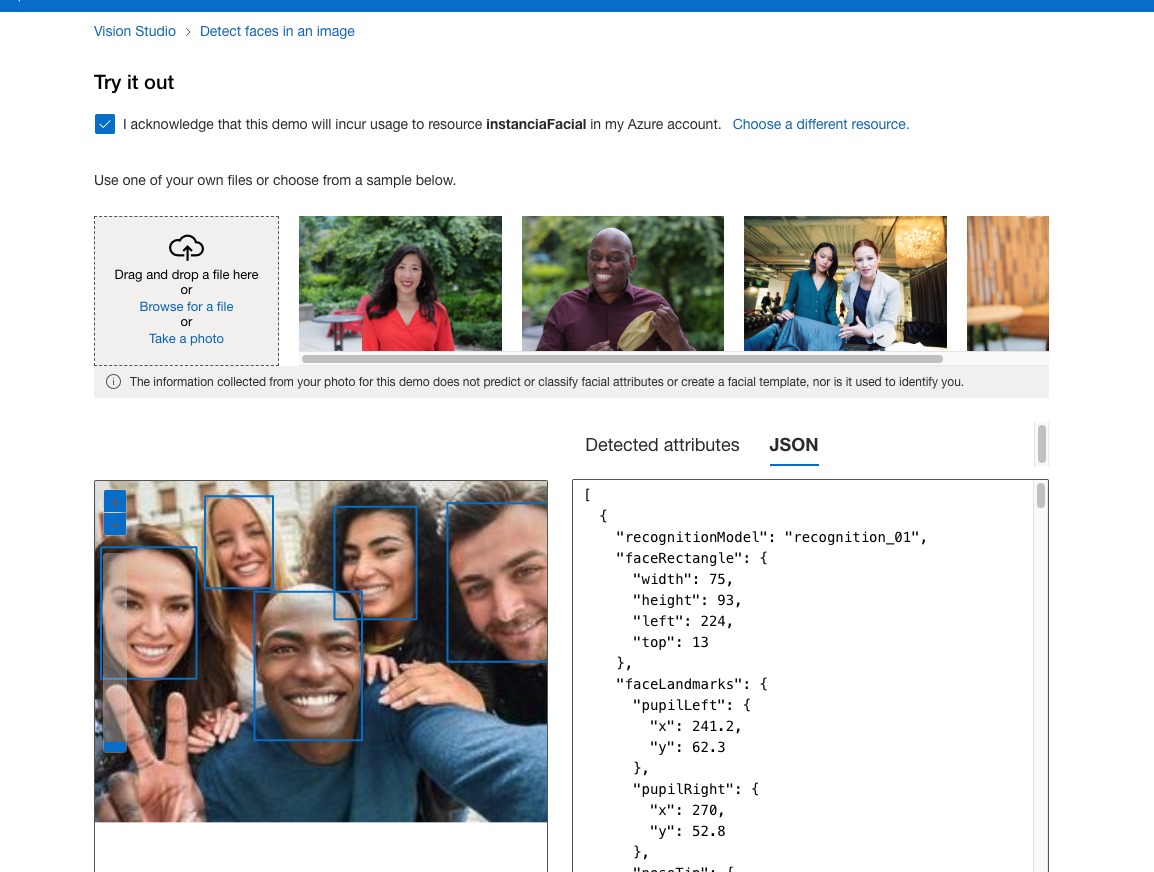 Vision Studio > Detect faces in an image
Try it out
I acknowledge that this demo will incur usage to resource instanciaFacial in my Azure account. Choose a different resource.
Use one of your own files or choose from a sample below.
Drag and drop a file here
or
Browse for a file
or
Take a photo
The information collected from your photo for this demo does not predict or classify facial attributes or create a facial template, nor is it used to identify you.
Detected attributes JSON
[
{
"recognitionModel": "recognition_01",
"faceRectangle": {
"width": 75,
"height": 93,
"left": 224,
"top": 13
},
"faceLandmarks": {
"pupilLeft": {
"x": 241.2,
"y": 62.3
},
"pupilRight": {
"x": 270,
"y": 52.8
},
"noseTip": {